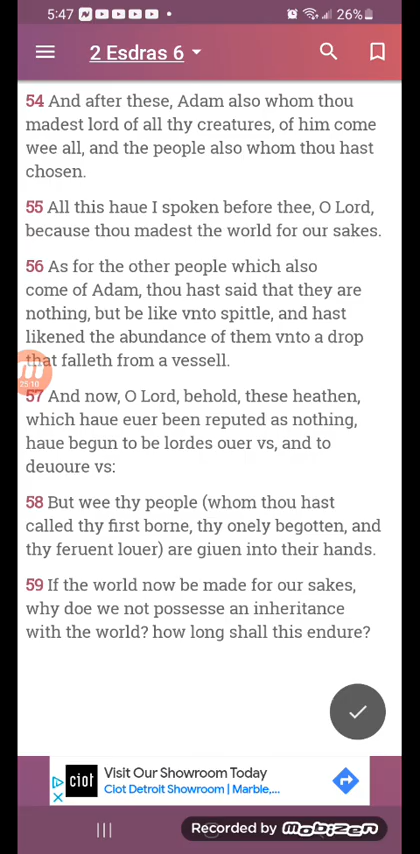 5:47
26%
2 Esdras 6
54 And after these, Adam also whom thou
madest lord of all thy creatures, of him come
wee all, and the people also whom thou hast
chosen.
55 All this haue I spoken before thee, O Lord,
because thou madest the world for our sakes.
56 As for the other people which also
come of Adam, thou hast said that they are
nothing, but be like vnto spittle, and hast
likened the abundance of them vnto a drop
that falleth from a vessell.
25:10
57 And now, O Lord, behold, these heathen,
which haue euer been reputed as nothing,
haue begun to be lordes ouer vs, and to
deuoure vs:
58 But wee thy people (whom thou hast
called thy first borne, thy onely begotten, and
thy feruent louer) are giuen into their hands.
59 If the world now be made for our sakes,
why doe we not possesse an inheritance
with the world? how long shall this endure?
ciot
Visit Our Showroom Today
Ciot Detroit Showroom | Marble,...
Recorded by mobizen